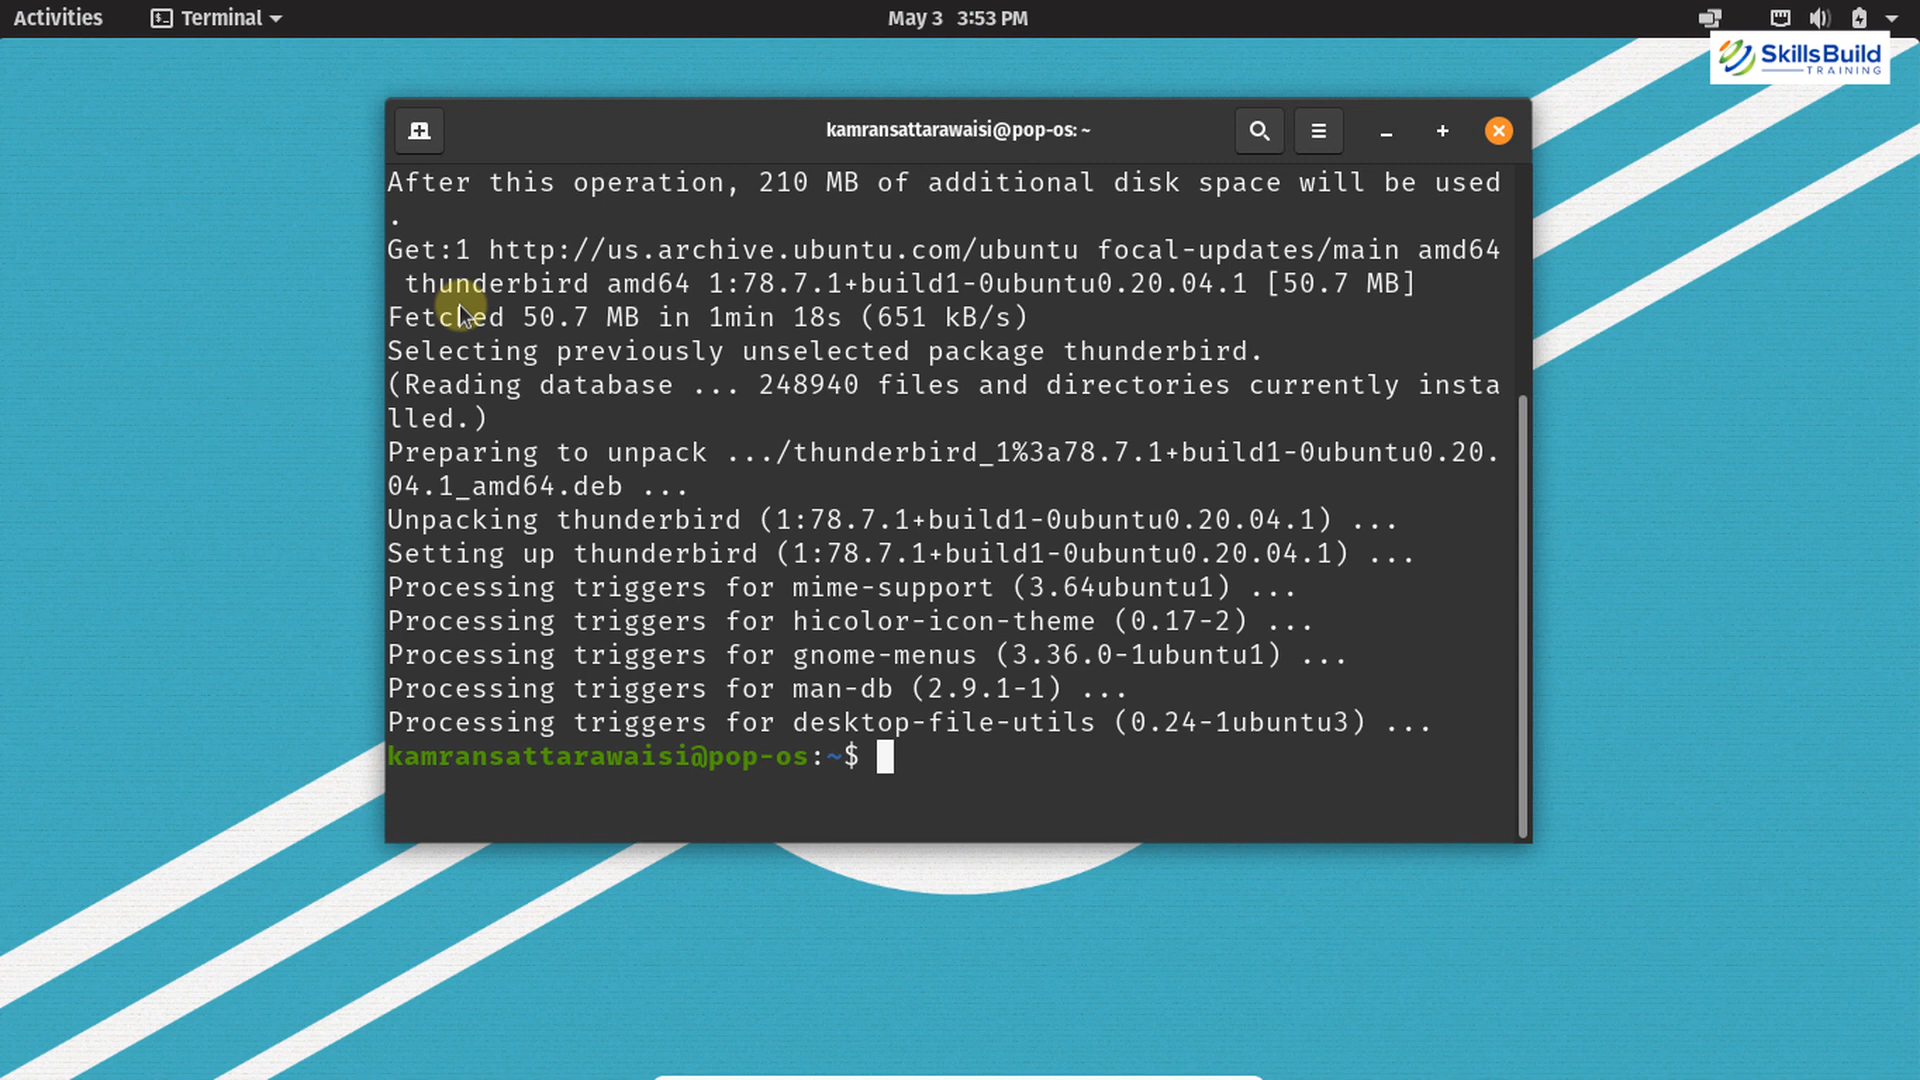 Activities
Terminal
May 3 3:53 PM
SkillsBuild
TRAINING
kamransattarawaisi@pop-os: ~
After this operation, 210 MB of additional disk space will be used
.
Get:1 http://us.archive.ubuntu.com/ubuntu focal-updates/main amd64
thunderbird amd64 1:78.7.1+build1-0ubuntu0.20.04.1 [50.7 MB]
Fetched 50.7 MB in 1min 18s (651 kB/s)
Selecting previously unselected package thunderbird.
(Reading database ... 248940 files and directories currently insta
lled.)
Preparing to unpack .../thunderbird_1%3a78.7.1+build1-0ubuntu0.20.
04.1_amd64.deb ...
Unpacking thunderbird (1:78.7.1+build1-0ubuntu0.20.04.1) ...
Setting up thunderbird (1:78.7.1+build1-0ubuntu0.20.04.1) ...
Processing triggers for mime-support (3.64ubuntu1) ...
Processing triggers for hicolor-icon-theme (0.17-2) ...
Processing triggers for gnome-menus (3.36.0-1ubuntu1) ...
Processing triggers for man-db (2.9.1-1) ...
Processing triggers for desktop-file-utils (0.24-1ubuntu3) ...
kamransattarawaisi@pop-os:~$